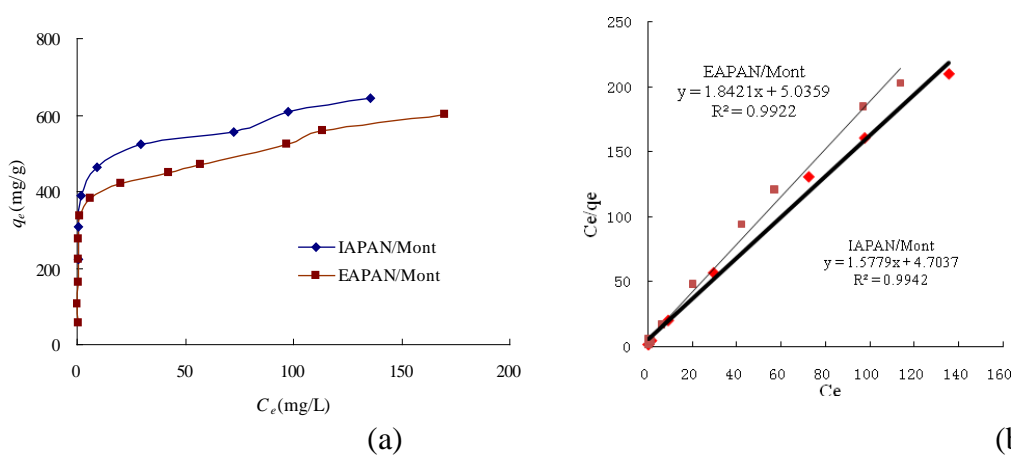 800
600
400
200
0
qe(mg/g)
IAPAN/Mont
EAPAN/Mont
0 50 100 150 200
Ce(mg/L)
(a)
250
200
150
100
50
0
Ce/qe
EAPAN/Mont
y = 1.8421x + 5.0359
R² = 0.9922
IAPAN/Mont
y = 1.5779x + 4.7037
R² = 0.9942
0 20 40 60 80 100 120 140 160
Ce
(b